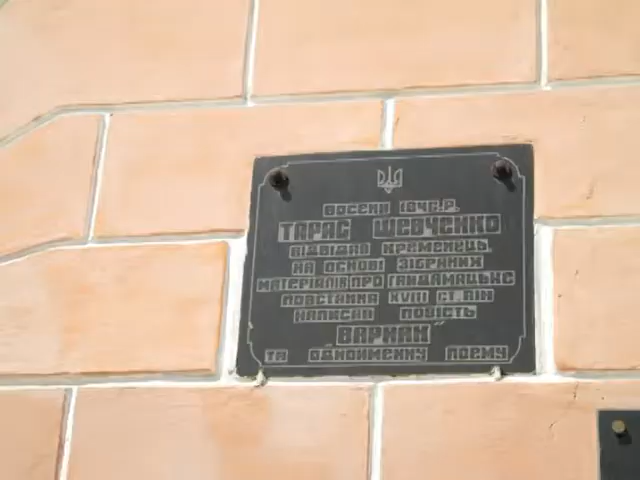 ВОСЕНИ 1846 Р.
ТАРАС ШЕВЧЕНКО
ВІДВІДАВ КРЕМЕНЕЦЬ.
НА ОСНОВІ ЗІБРАНИХ
МАТЕРІАЛІВ ПРО ГАЙДАМАЦЬКЕ
ПОВСТАННЯ XVIII СТ. ВІН
НАПИСАВ ПОВІСТЬ
"ВАРНАК"
ТА ОДНОЙМЕННУ ПОЕМУ